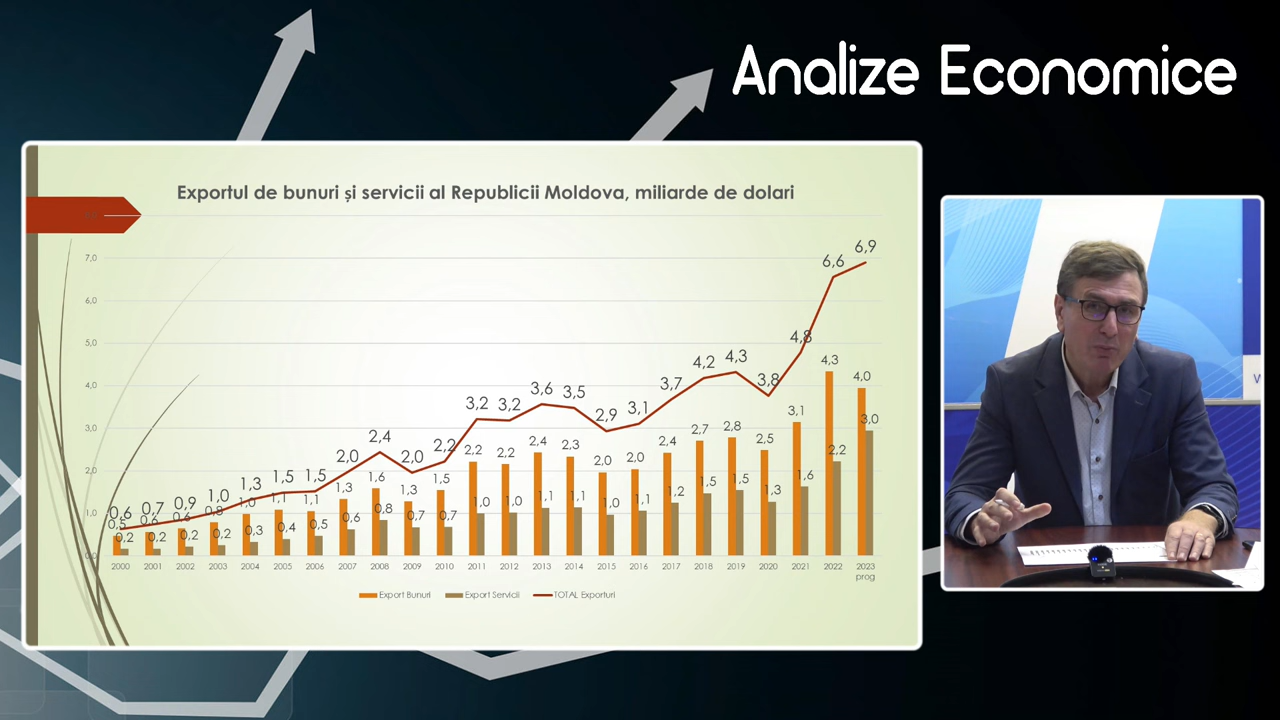 Analize Economice
Exportul de bunuri și servicii al Republicii Moldova, miliarde de dolari
7,0
6,0
5,0
4,0
3,0
2,0
1,0
0,6 0,7 0,9 1,0 1,3 1,5 1,5 2,0 2,4 2,0 2,2 3,2 3,2 3,6 3,5 2,9 3,1 3,7 4,2 4,3 3,8 4,8 6,6 6,9
0,5 0,6 0,6 0,8 1,0 1,1 1,1 1,3 1,6 1,3 1,5 2,2 2,2 2,4 2,3 2,0 2,0 2,4 2,7 2,8 2,5 3,1 4,3 4,0
0,2 0,2 0,2 0,2 0,3 0,4 0,5 0,6 0,8 0,7 0,7 1,0 1,0 1,1 1,1 1,0 1,1 1,2 1,5 1,5 1,3 1,6 2,2 3,0
2000 2001 2002 2003 2004 2005 2006 2007 2008 2009 2010 2011 2012 2013 2014 2015 2016 2017 2018 2019 2020 2021 2022 2023
prog
Export Bunuri Export Servicii TOTAL Exporturi